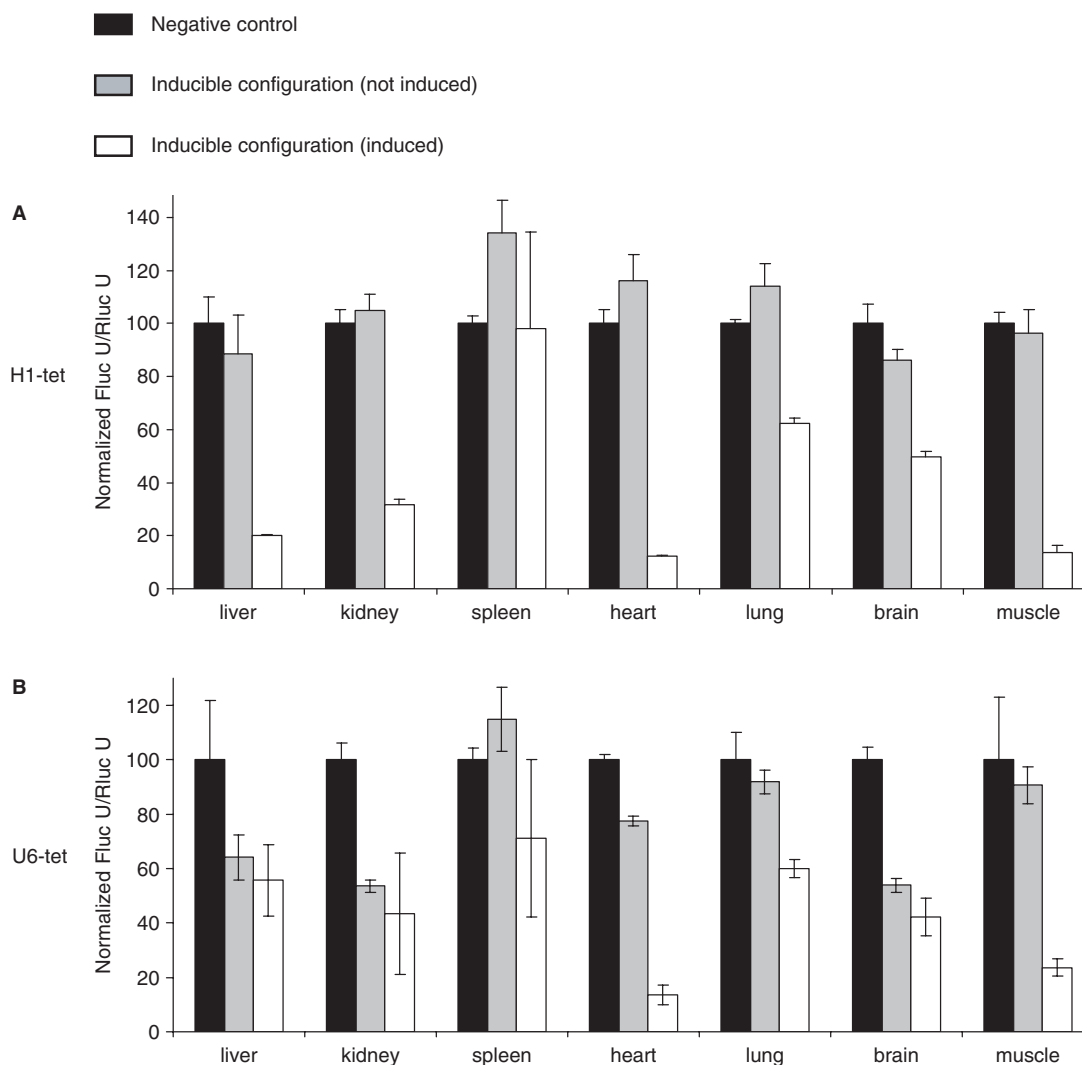 Negative control
Inducible configuration (not induced)
Inducible configuration (induced)
A
H1-tet
Normalized Fluc U/Rluc U
140
120
100
80
60
40
20
0
liver kidney spleen heart lung brain muscle
B
U6-tet
Normalized Fluc U/Rluc U
120
100
80
60
40
20
0
liver kidney spleen heart lung brain muscle